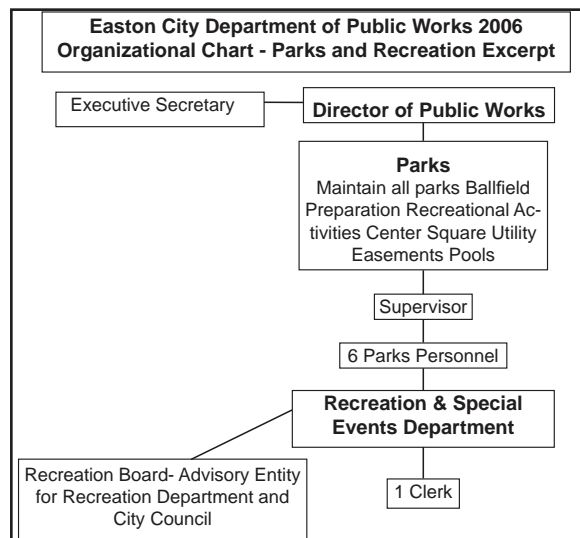 Easton City Department of Public Works 2006
Organizational Chart - Parks and Recreation Excerpt
Executive Secretary
Director of Public Works
Parks
Maintain all parks Ballfield
Preparation Recreational Ac-
tivities Center Square Utility
Easements Pools
Supervisor
6 Parks Personnel
Recreation & Special
Events Department
Recreation Board- Advisory Entity
for Recreation Department and
City Council
1 Clerk